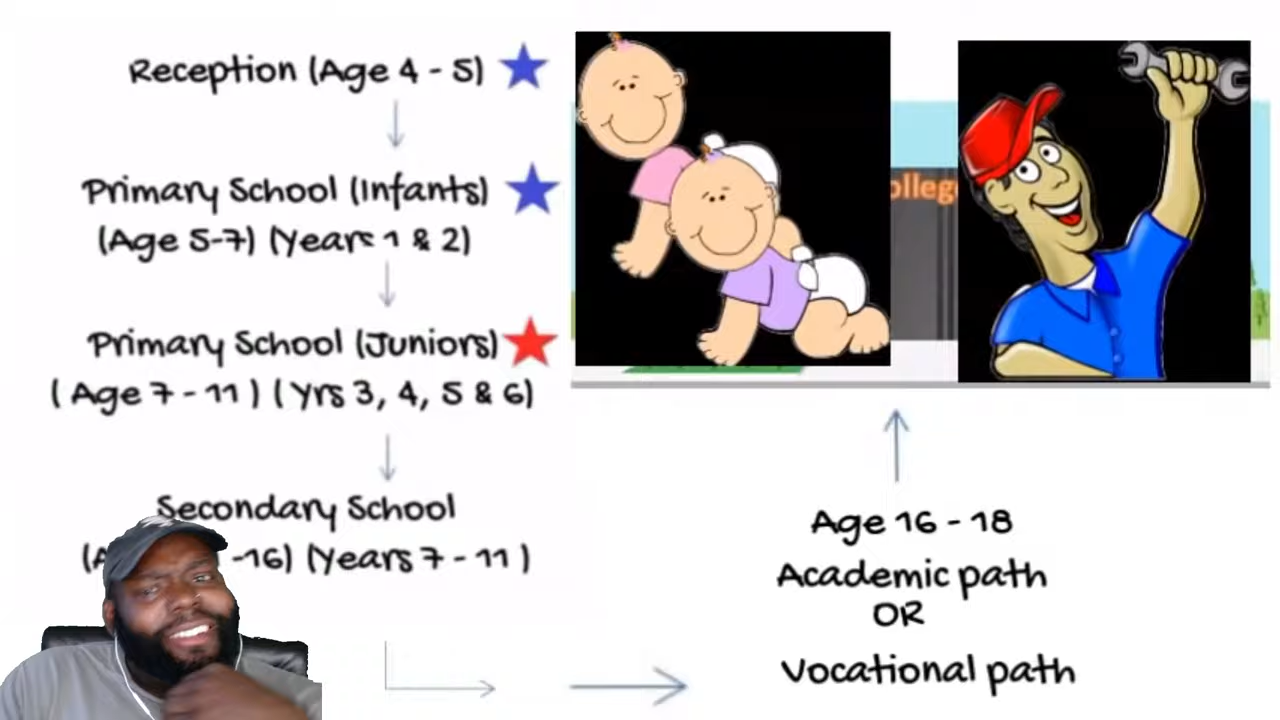 Reception (Age 4 - 5)
Primary School (Infants)
(Age 5-7) (Years 1 & 2)
Primary School (Juniors)
( Age 7 - 11 ) ( Yrs 3, 4, 5 & 6)
Secondary School
-16) (Years 7 - 11 )
Age 16 - 18
Academic path
OR
Vocational path